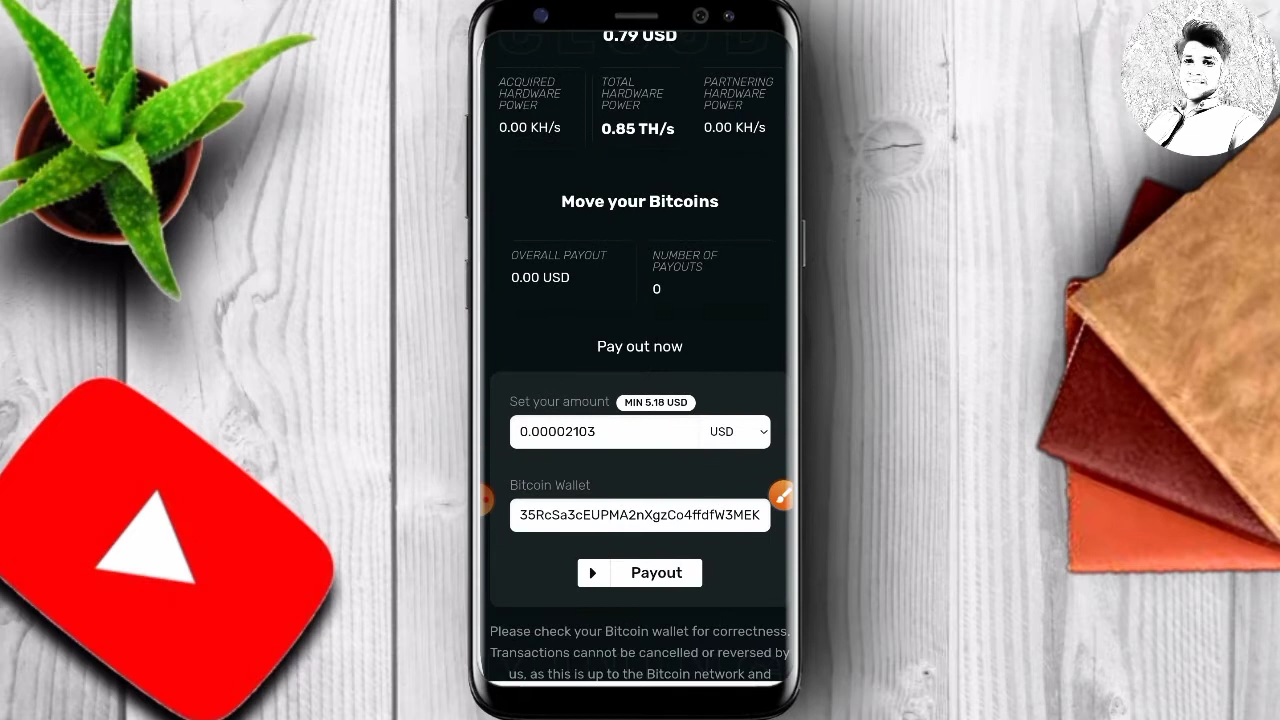 0.79 USD
ACQUIRED HARDWARE POWER
0.00 KH/s
TOTAL HARDWARE POWER
0.85 TH/s
PARTNERING HARDWARE POWER
0.00 KH/s
Move your Bitcoins
OVERALL PAYOUT
0.00 USD
NUMBER OF PAYOUTS
0
Pay out now
Set your amount MIN 5.18 USD
0.00002103 USD
Bitcoin Wallet
35RcSa3cEUPMA2nXgzCo4ffdfW3MEK
Payout
Please check your Bitcoin wallet for correctness.
Transactions cannot be cancelled or reversed by
us, as this is up to the Bitcoin network and